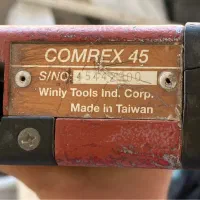 COMREX 45
S/NO:
Winly Tools Ind. Corp.
Made in Taiwan